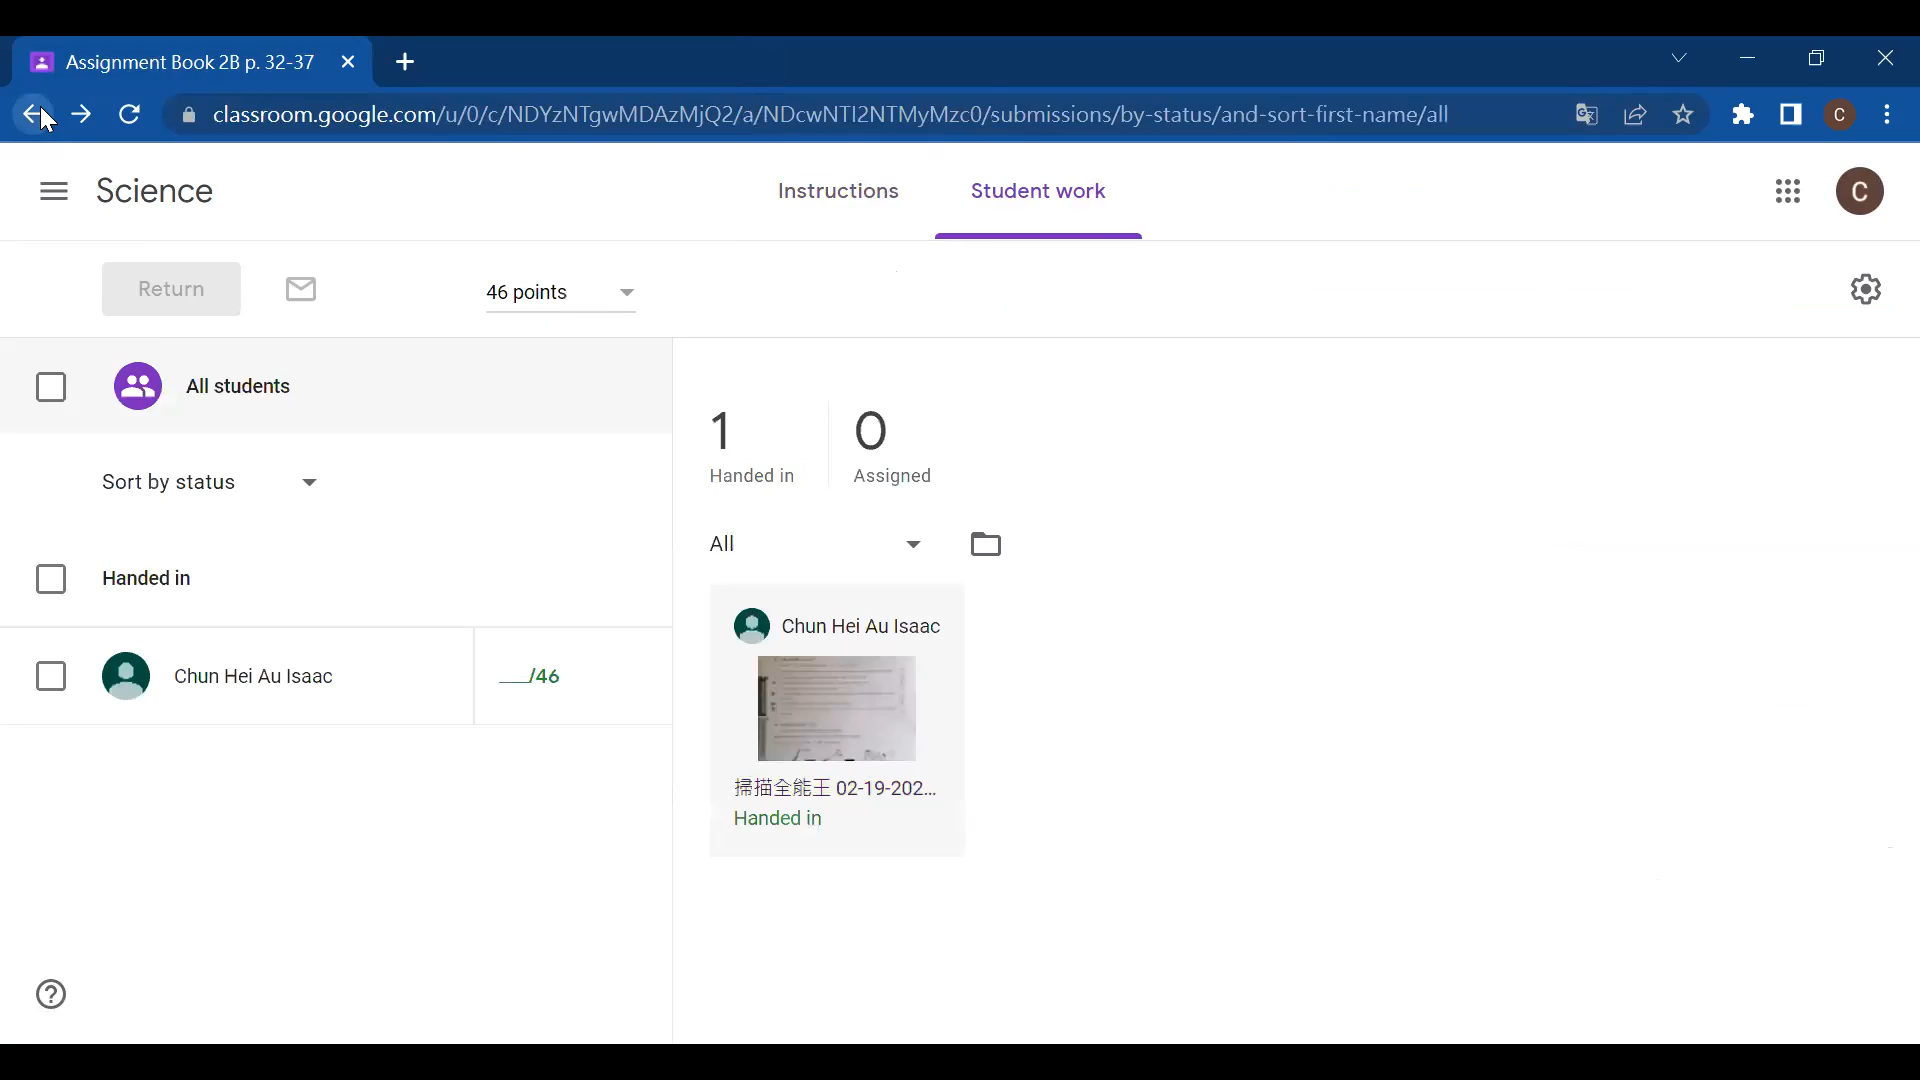 Assignment Book 2B p. 32-37
classroom.google.com/u/0/c/NDYzNTgwMDAzMjQ2/a/NDcwNTI2NTMyMzc0/submissions/by-status/and-sort-first-name/all
C
Science
Instructions
Student work
C
Return
46 points
All students
1
Handed in
0
Assigned
Sort by status
All
Handed in
Chun Hei Au Isaac
Chun Hei Au Isaac
___/46
掃描全能王 02-19-202...
Handed in